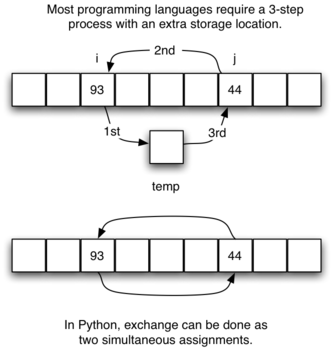 Most programming languages require a 3-step
process with an extra storage location.
i 2nd j
93 44
1st 3rd
temp
93 44
In Python, exchange can be done as
two simultaneous assignments.